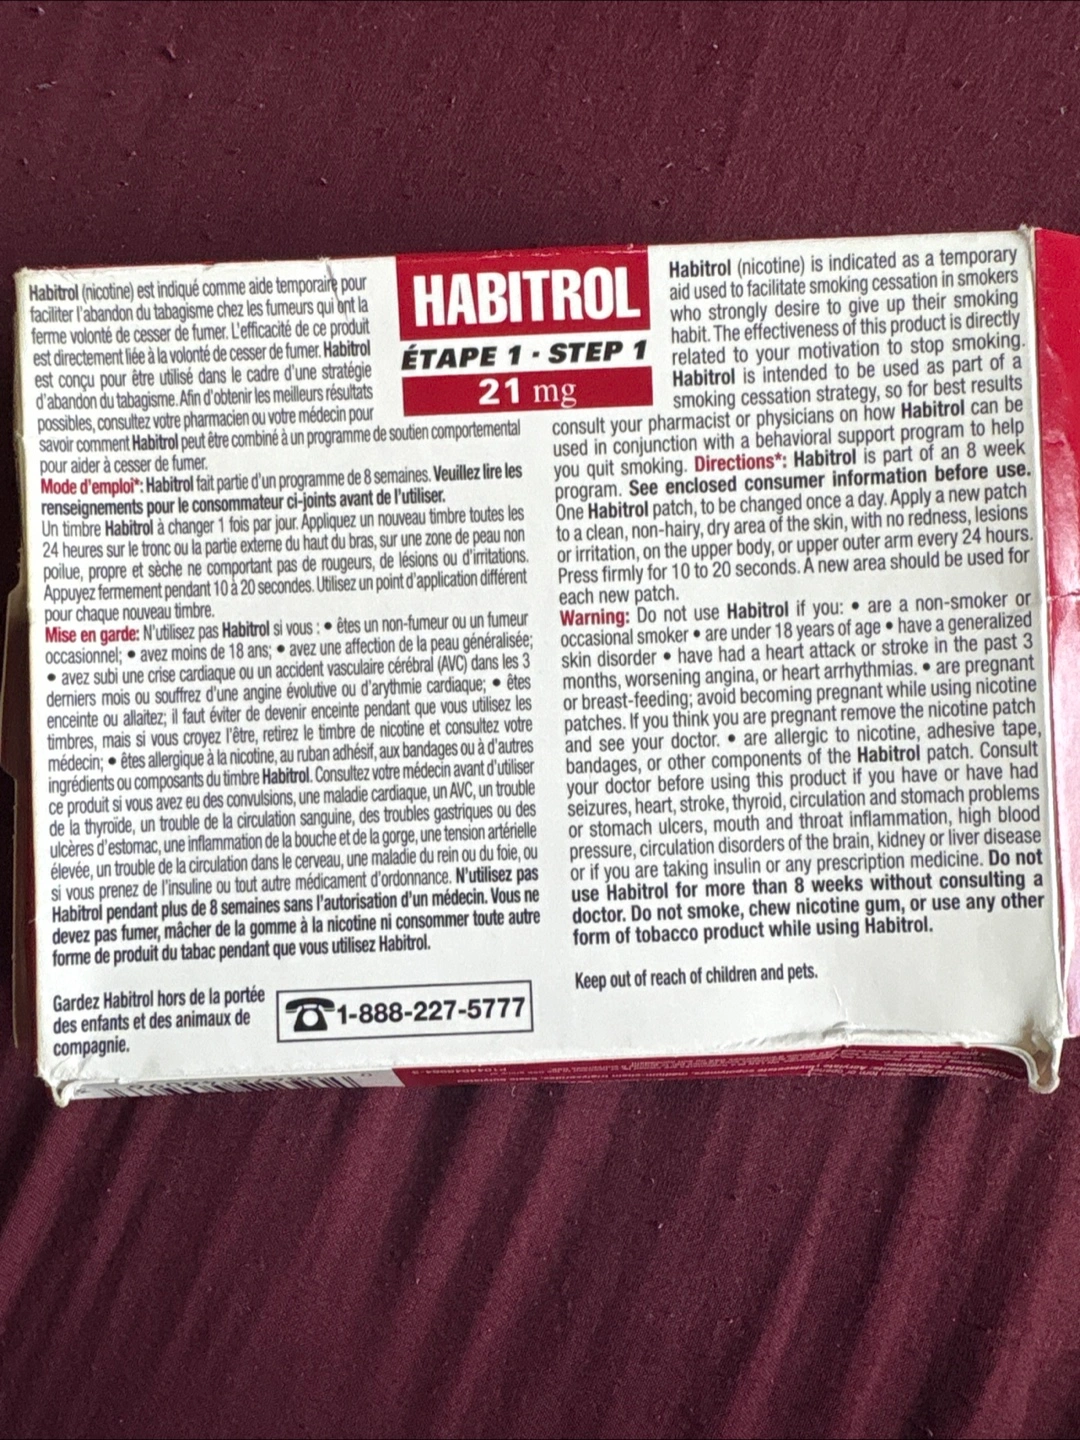 Habitrol (nicotine) est indiqué comme aide temporaire pour
faciliter l'abandon du tabagisme chez les fumeurs qui ont la
ferme volonté de cesser de fumer. L'efficacité de ce produit
est directement liée à la volonté de cesser de fumer. Habitrol
est conçu pour être utilisé dans le cadre d'une stratégie
d'abandon du tabagisme. Afin d'obtenir les meilleurs résultats
possibles, consultez votre pharmacien ou votre médecin pour
savoir comment Habitrol peut être combiné à un programme de soutien comportemental
pour aider à cesser de fumer.
Mode d'emploi*: Habitrol fait partie d'un programme de 8 semaines. Veuillez lire les
renseignements pour le consommateur ci-joints avant de l'utiliser.
Un timbre Habitrol à changer 1 fois par jour. Appliquez un nouveau timbre toutes les
24 heures sur le tronc ou la partie externe du haut du bras, sur une zone de peau non
poilue, propre et sèche ne comportant pas de rougeurs, de lésions ou d'irritations.
Appuyez fermement pendant 10 à 20 secondes. Utilisez un point d'application différent
pour chaque nouveau timbre.
Mise en garde: N'utilisez pas Habitrol si vous : • êtes un non-fumeur ou un fumeur
occasionnel; • avez moins de 18 ans; • avez une affection de la peau généralisée;
• avez subi une crise cardiaque ou un accident vasculaire cérébral (AVC) dans les 3
derniers mois ou souffrez d'une angine évolutive ou d'arythmie cardiaque; • êtes
enceinte ou allaitez; il faut éviter de devenir enceinte pendant que vous utilisez les
timbres, mais si vous croyez l'être, retirez le timbre de nicotine et consultez votre
médecin; • êtes allergique à la nicotine, au ruban adhésif, aux bandages ou à d'autres
ingrédients ou composants du timbre Habitrol. Consultez votre médecin avant d'utiliser
ce produit si vous avez eu des convulsions, une maladie cardiaque, un AVC, un trouble
de la thyroïde, un trouble de la circulation sanguine, des troubles gastriques ou des
ulcères d'estomac, une inflammation de la bouche et de la gorge, une tension artérielle
élevée, un trouble de la circulation dans le cerveau, une maladie du rein ou du foie, ou
si vous prenez de l'insuline ou tout autre médicament d'ordonnance. N'utilisez pas
Habitrol pendant plus de 8 semaines sans l'autorisation d'un médecin. Vous ne
devez pas fumer, mâcher de la gomme à la nicotine ni consommer toute autre
forme de produit du tabac pendant que vous utilisez Habitrol.
Gardez Habitrol hors de la portée
des enfants et des animaux de
compagnie.
1-888-227-5777
HABITROL
ÉTAPE 1 • STEP 1
21 mg
Habitrol (nicotine) is indicated as a temporary
aid used to facilitate smoking cessation in smokers
who strongly desire to give up their smoking
habit. The effectiveness of this product is directly
related to your motivation to stop smoking.
Habitrol is intended to be used as part of a
smoking cessation strategy, so for best results
consult your pharmacist or physicians on how Habitrol can be
used in conjunction with a behavioral support program to help
you quit smoking. Directions*: Habitrol is part of an 8 week
program. See enclosed consumer information before use.
One Habitrol patch, to be changed once a day. Apply a new patch
to a clean, non-hairy, dry area of the skin, with no redness, lesions
or irritation, on the upper body, or upper outer arm every 24 hours.
Press firmly for 10 to 20 seconds. A new area should be used for
each new patch.
Warning: Do not use Habitrol if you: • are a non-smoker or
occasional smoker • are under 18 years of age • have a generalized
skin disorder • have had a heart attack or stroke in the past 3
months, worsening angina, or heart arrhythmias. • are pregnant
or breast-feeding; avoid becoming pregnant while using nicotine
patches. If you think you are pregnant remove the nicotine patch
and see your doctor. • are allergic to nicotine, adhesive tape,
bandages, or other components of the Habitrol patch. Consult
your doctor before using this product if you have or have had
seizures, heart, stroke, thyroid, circulation and stomach problems
or stomach ulcers, mouth and throat inflammation, high blood
pressure, circulation disorders of the brain, kidney or liver disease
or if you are taking insulin or any prescription medicine. Do not
use Habitrol for more than 8 weeks without consulting a
doctor. Do not smoke, chew nicotine gum, or use any other
form of tobacco product while using Habitrol.
Keep out of reach of children and pets.